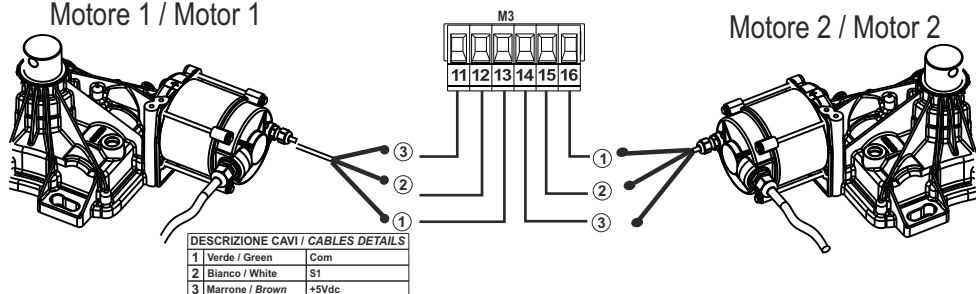 Motore 1 / Motor 1
M3
Motore 2 / Motor 2
11 12 13 14 15 16
3
2
1
1
2
3
DESCRIZIONE CAVI / CABLES DETAILS
1 Verde / Green Com
2 Bianco / White S1
3 Marrone / Brown +5Vdc